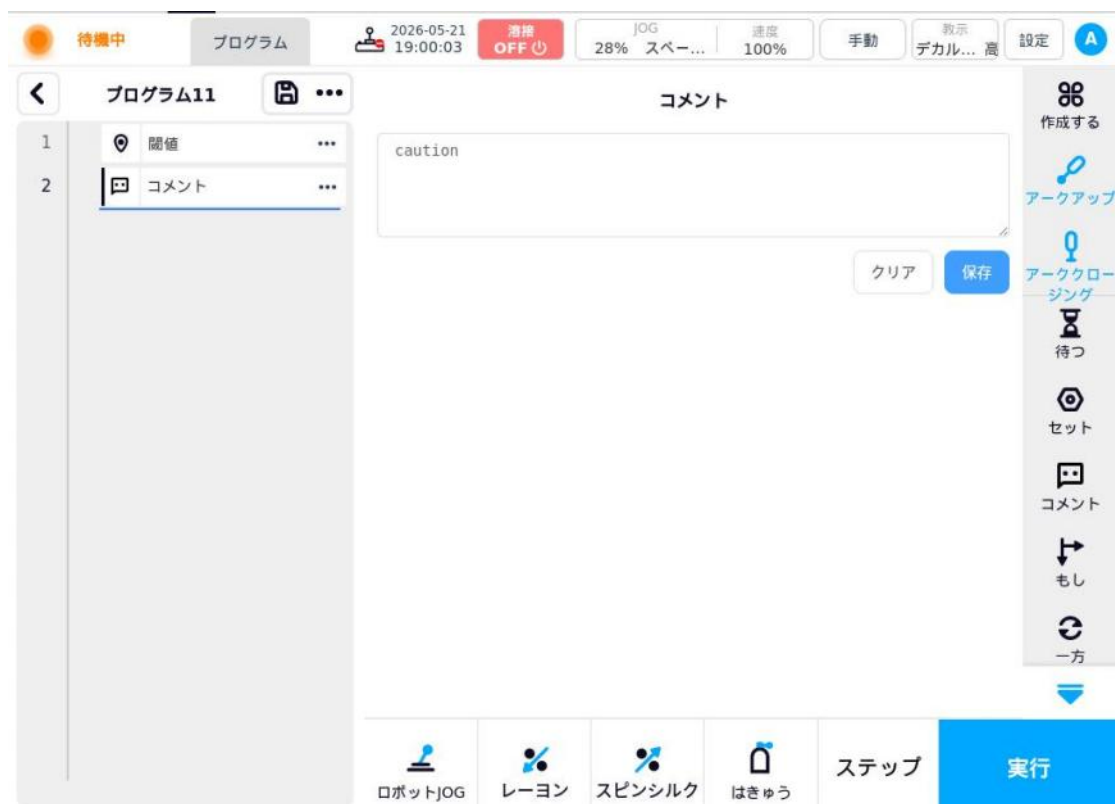 待機中
プログラム
2026-05-21
19:00:03
溶接
OFF
JOG
28% スペー...
速度
100%
手動
教示
デカル... 高
設定
A
プログラム11
•••
コメント
1
閾値
•••
2
コメント
•••
caution
クリア
保存
作成する
アークアップ
アーククロー
ジング
待つ
セット
コメント
もし
一方
ロボットJOG
レーヨン
スピンシルク
はきゅう
ステップ
実行